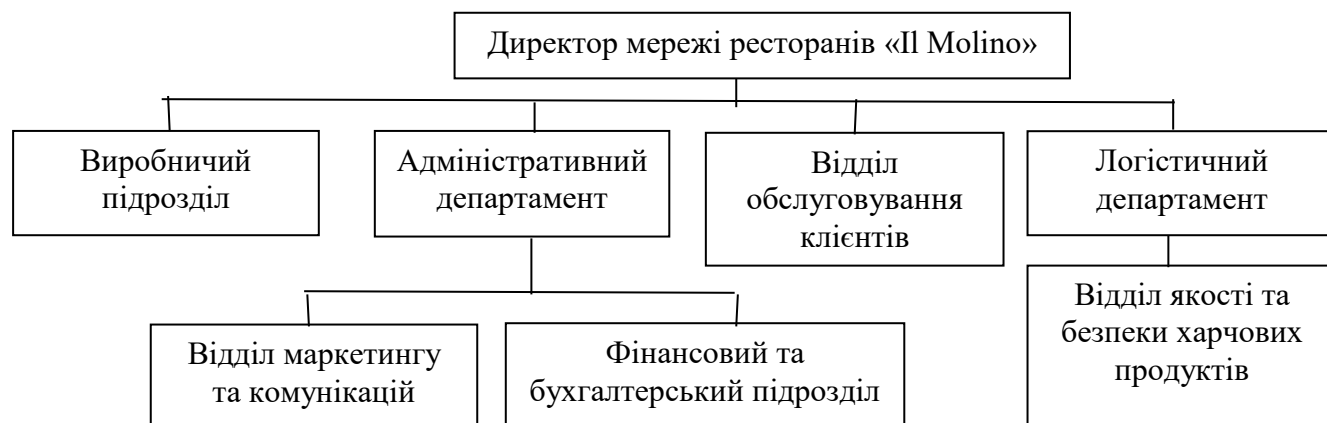 Директор мережі ресторанів «Il Molino»
Виробничий
підрозділ
Адміністративний
департамент
Відділ
обслуговування
клієнтів
Логістичний
департамент
Відділ маркетингу
та комунікацій
Фінансовий та
бухгалтерський підрозділ
Відділ якості та
безпеки харчових
продуктів